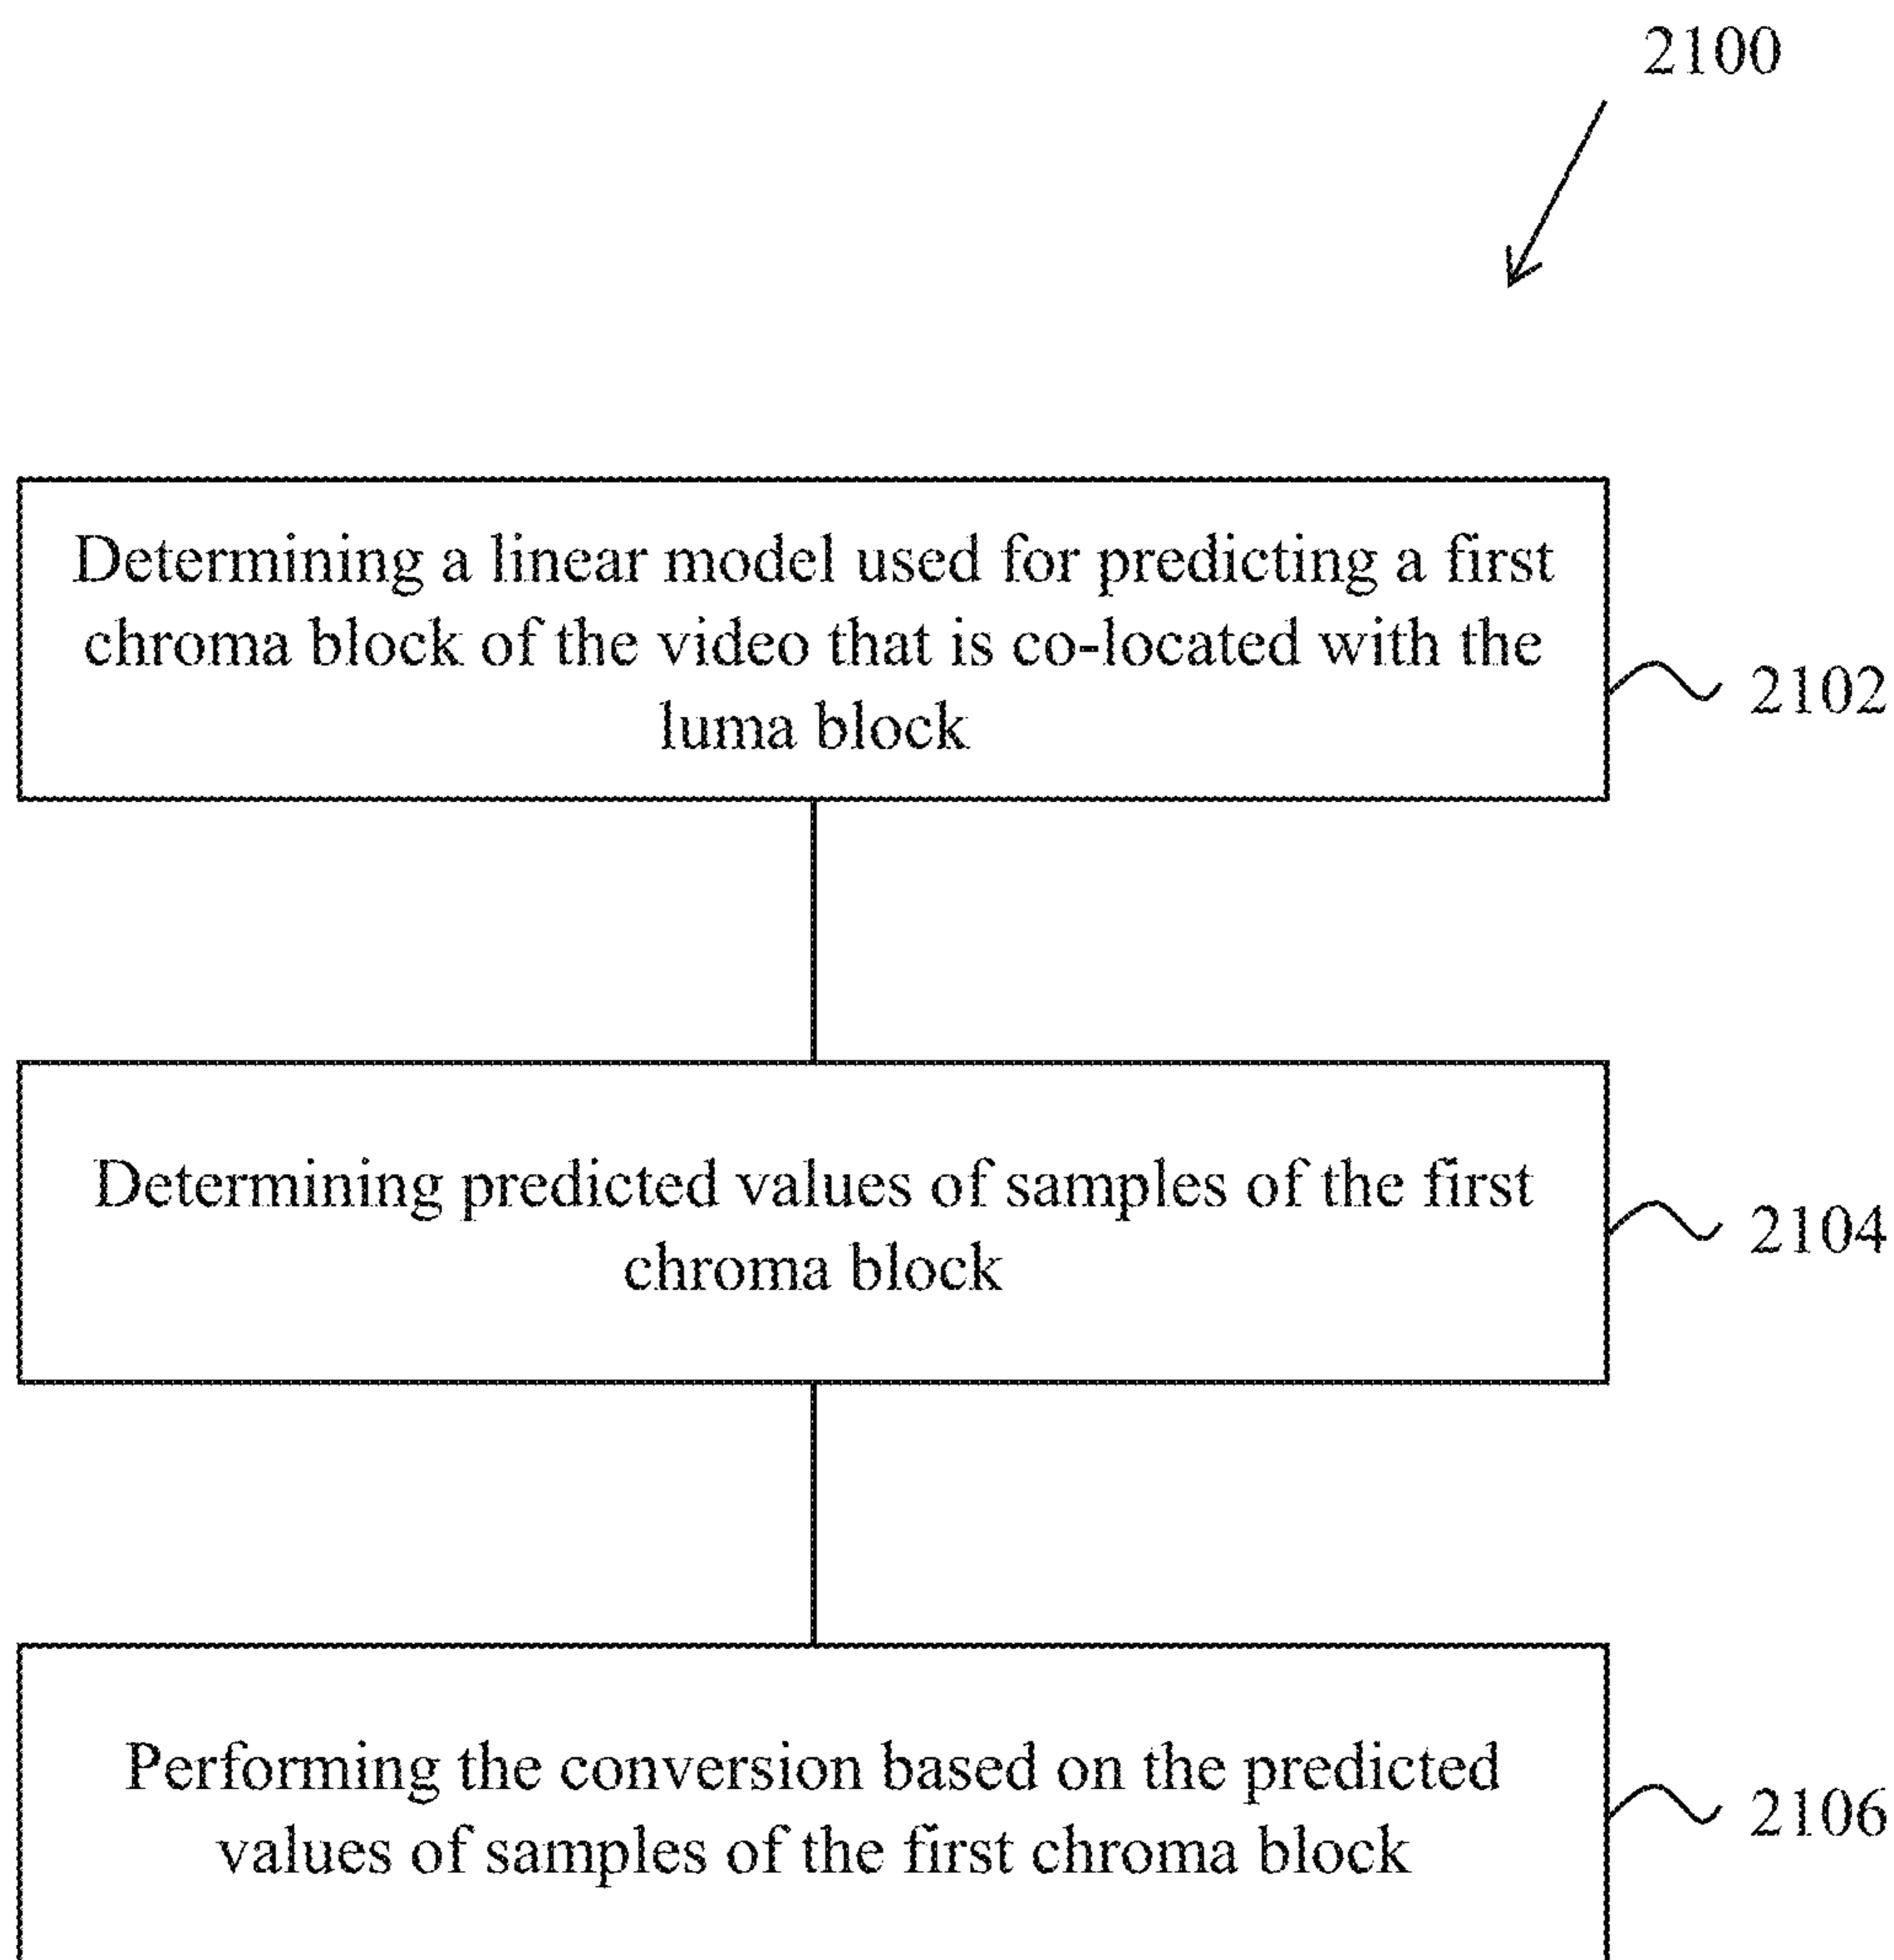 2100
Determining a linear model used for predicting a first
chroma block of the video that is co-located with the
luma block
2102
Determining predicted values of samples of the first
chroma block
2104
Performing the conversion based on the predicted
values of samples of the first chroma block
2106